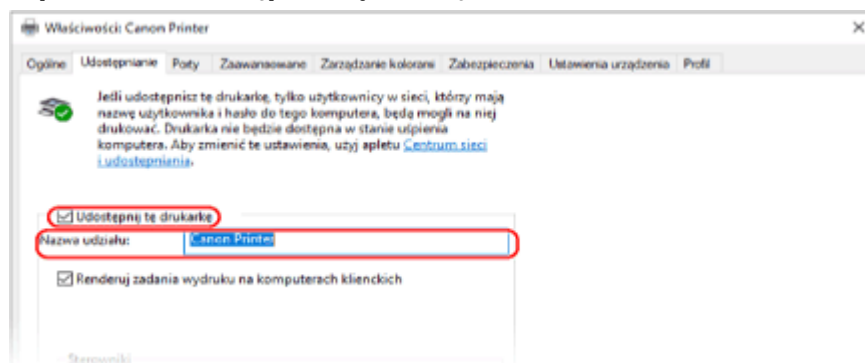 Właściwości: Canon Printer
Ogólne Udostępnianie Porty Zaawansowane Zarządzanie kolorami Zabezpieczenia Ustawienia urządzenia Profil
Jeśli udostępnisz tę drukarkę, tylko użytkownicy w sieci, którzy mają
nazwę użytkownika i hasło do tego komputera, będą mogli na niej
drukować. Drukarka nie będzie dostępna w stanie uśpienia
komputera. Aby zmienić te ustawienia, użyj apletu Centrum sieci
i udostępniania.
Udostępnij tę drukarkę
Nazwa udziału: Canon Printer
Renderuj zadania wydruku na komputerach klienckich
Sterowniki